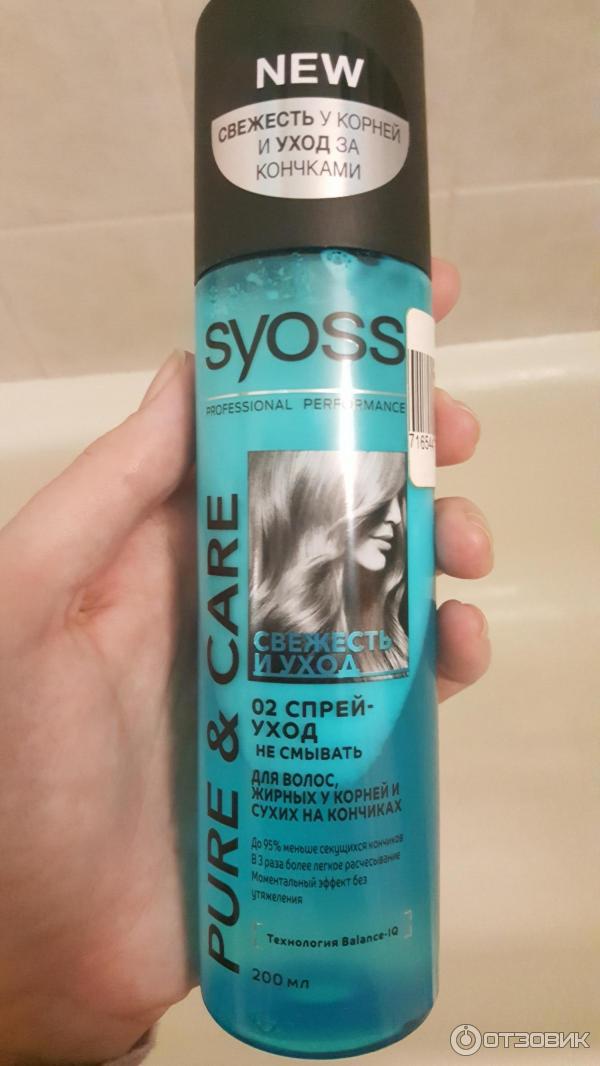 NEW
СВЕЖЕСТЬ У КОРНЕЙ
И УХОД ЗА
КОНЧКАМИ
syoss
PROFESSIONAL PERFORMANCE
PURE & CARE
СВЕЖЕСТЬ
И УХОД
02 СПРЕЙ-
УХОД
НЕ СМЫВАТЬ
ДЛЯ ВОЛОС,
ЖИРНЫХ У КОРНЕЙ И
СУХИХ НА КОНЧИКАХ
До 95% меньше секущихся кончиков
В 3 раза более легкое расчесывание
Моментальный эффект без
утяжеления
Технология Balance-IQ
200 мл
ОТЗОВИК